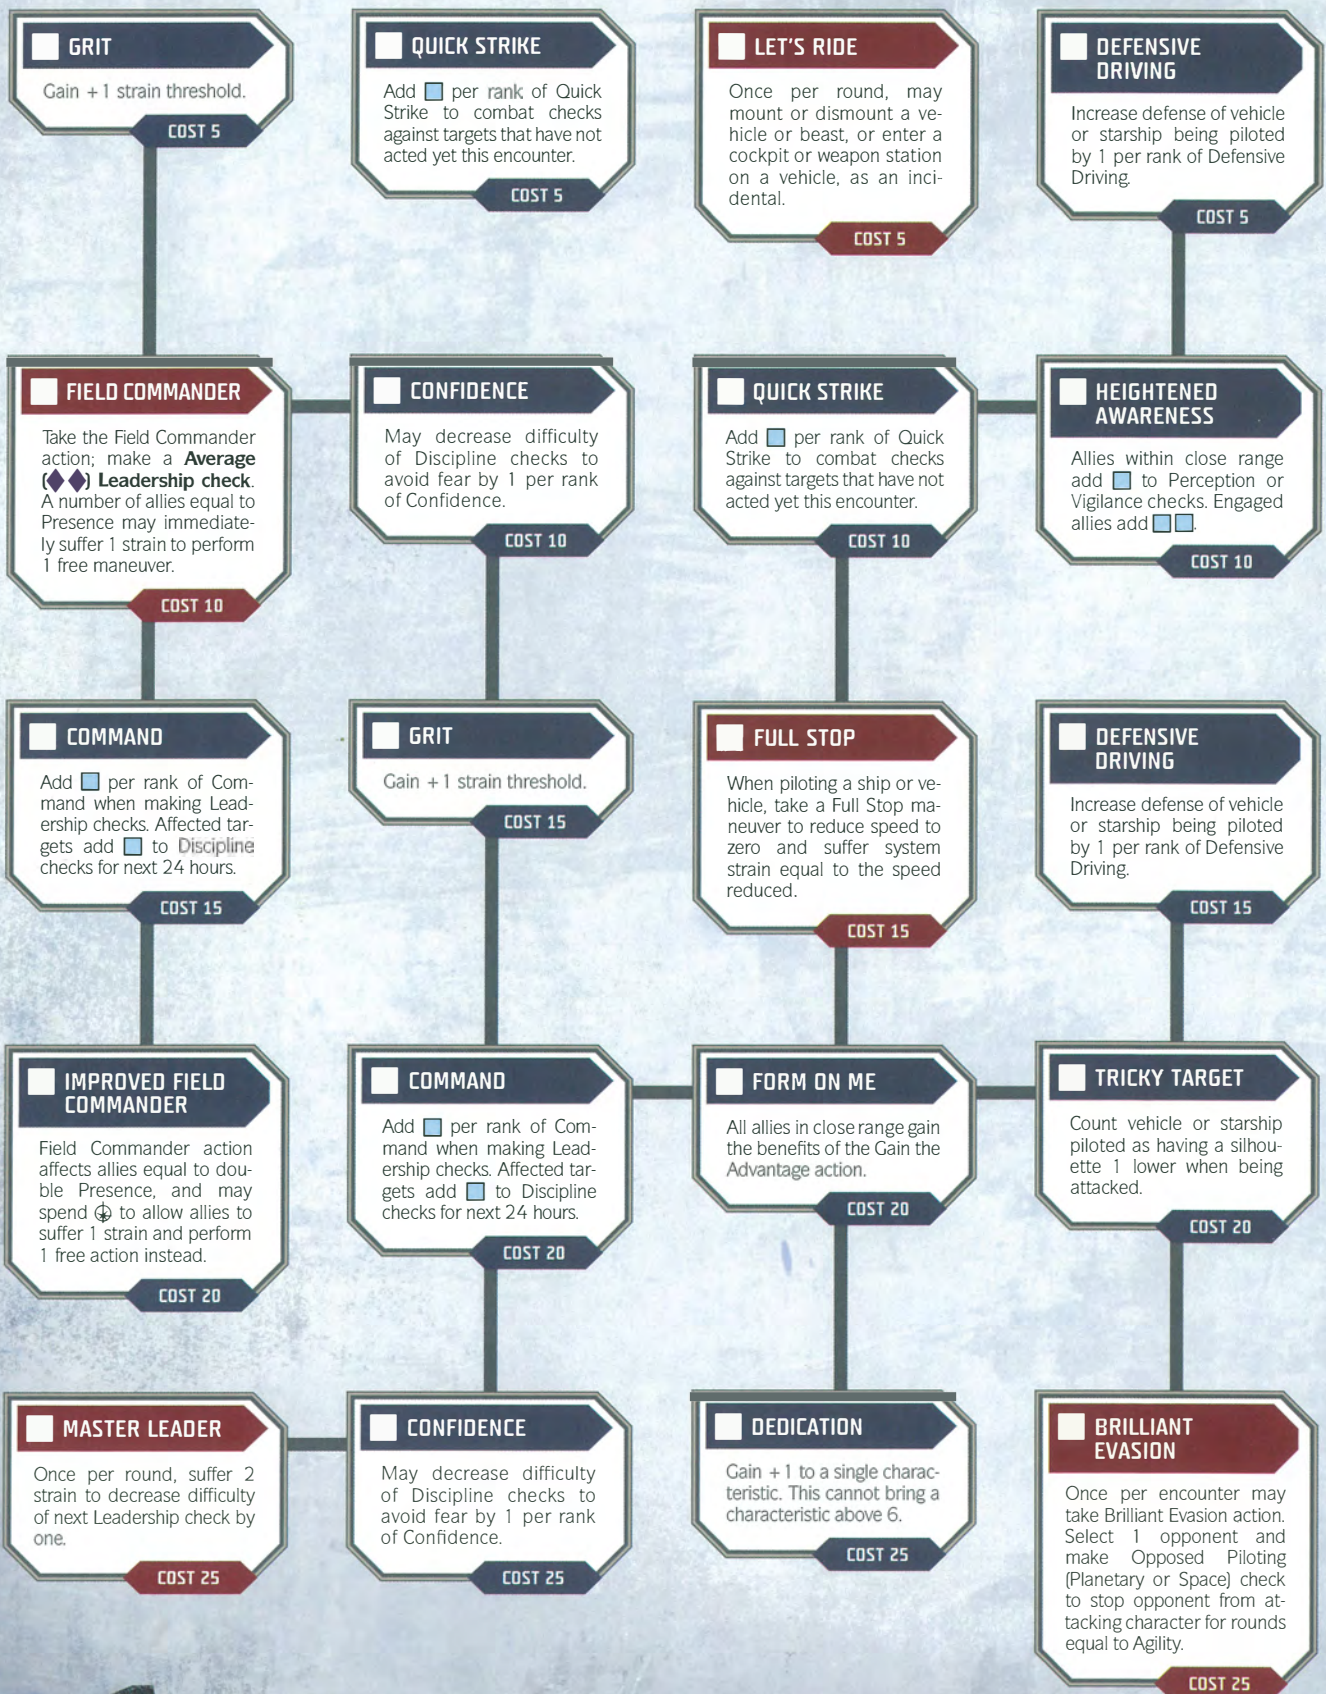 GRIT
Gain +1 strain threshold.
COST 5
QUICK STRIKE
Add per rank of Quick
Strike to combat checks
against targets that have not
acted yet this encounter.
COST 5
LET'S RIDE
Once per round, may
mount or dismount a ve-
hicle or beast, or enter a
cockpit or weapon station
on a vehicle, as an inci-
dental.
COST 5
DEFENSIVE
DRIVING
Increase defense of vehicle
or starship being piloted
by 1 per rank of Defensive
Driving.
COST 5
FIELD COMMANDER
Take the Field Commander
action; make a Average
(◆◆) Leadership check.
A number of allies equal to
Presence may immediate-
ly suffer 1 strain to perform
1 free maneuver.
COST 10
CONFIDENCE
May decrease difficulty
of Discipline checks to
avoid fear by 1 per rank
of Confidence.
COST 10
QUICK STRIKE
Add per rank of Quick
Strike to combat checks
against targets that have not
acted yet this encounter.
COST 10
HEIGHTENED
AWARENESS
Allies within close range
add to Perception or
Vigilance checks. Engaged
allies add .
COST 10
COMMAND
Add per rank of Com-
mand when making Lead-
ership checks. Affected tar-
gets add to Discipline
checks for next 24 hours.
COST 15
GRIT
Gain +1 strain threshold.
COST 15
FULL STOP
When piloting a ship or ve-
hicle, take a Full Stop ma-
neuver to reduce speed to
zero and suffer system
strain equal to the speed
reduced.
COST 15
DEFENSIVE
DRIVING
Increase defense of vehicle
or starship being piloted
by 1 per rank of Defensive
Driving.
COST 15
IMPROVED FIELD
COMMANDER
Field Commander action
affects allies equal to dou-
ble Presence, and may
spend to allow allies to
suffer 1 strain and perform
1 free action instead.
COST 20
COMMAND
Add per rank of Com-
mand when making Lead-
ership checks. Affected tar-
gets add to Discipline
checks for next 24 hours.
COST 20
FORM ON ME
All allies in close range gain
the benefits of the Gain the
Advantage action.
COST 20
TRICKY TARGET
Count vehicle or starship
piloted as having a silhou-
ette 1 lower when being
attacked.
COST 20
MASTER LEADER
Once per round, suffer 2
strain to decrease difficulty
of next Leadership check by
one.
COST 25
CONFIDENCE
May decrease difficulty
of Discipline checks to
avoid fear by 1 per rank
of Confidence.
COST 25
DEDICATION
Gain +1 to a single charac-
teristic. This cannot bring a
characteristic above 6.
COST 25
BRILLIANT
EVASION
Once per encounter may
take Brilliant Evasion action.
Select 1 opponent and
make Opposed Piloting
(Planetary or Space) check
to stop opponent from at-
tacking character for rounds
equal to Agility.
COST 25